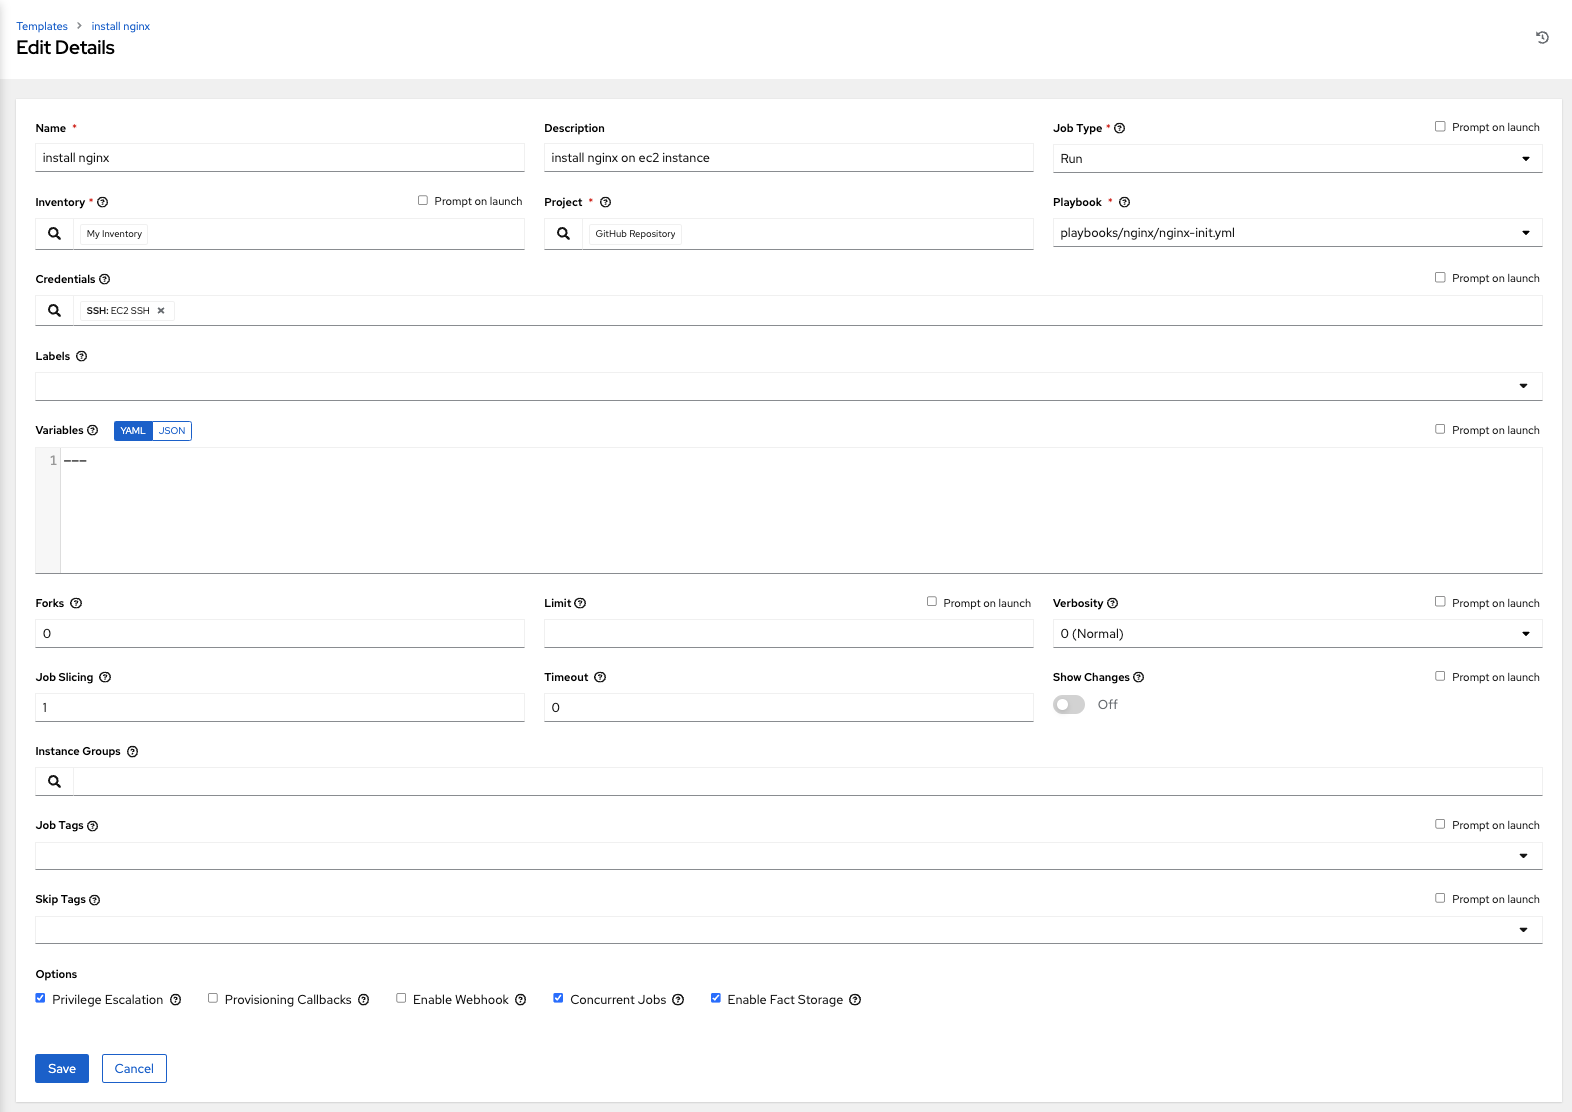 Templates > install nginx
Edit Details
Name *
Description
Job Type * Prompt on launch
install nginx
install nginx on ec2 instance
Run
Inventory * Prompt on launch
Project *
Playbook *
My Inventory
GitHub Repository
playbooks/nginx/nginx-init.yml
Credentials Prompt on launch
SSH: EC2 SSH
Labels
Variables YAML JSON Prompt on launch
1 ---
Forks
Limit Prompt on launch
Verbosity Prompt on launch
0
0 (Normal)
Job Slicing
Timeout
Show Changes Prompt on launch
1
0
Off
Instance Groups
Job Tags Prompt on launch
Skip Tags Prompt on launch
Options
Privilege Escalation Provisioning Callbacks Enable Webhook Concurrent Jobs Enable Fact Storage
Save Cancel